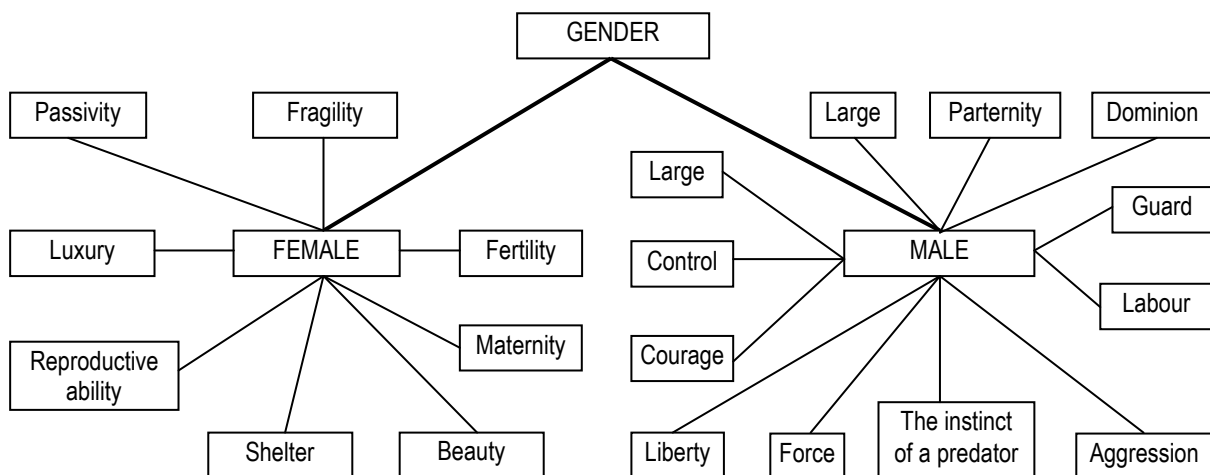 GENDER
Passivity
Fragility
Large
Parternity
Dominion
Large
Guard
Luxury
FEMALE
Fertility
Control
MALE
Labour
Reproductive
ability
Maternity
Courage
Shelter
Beauty
Liberty
Force
The instinct
of a predator
Aggression